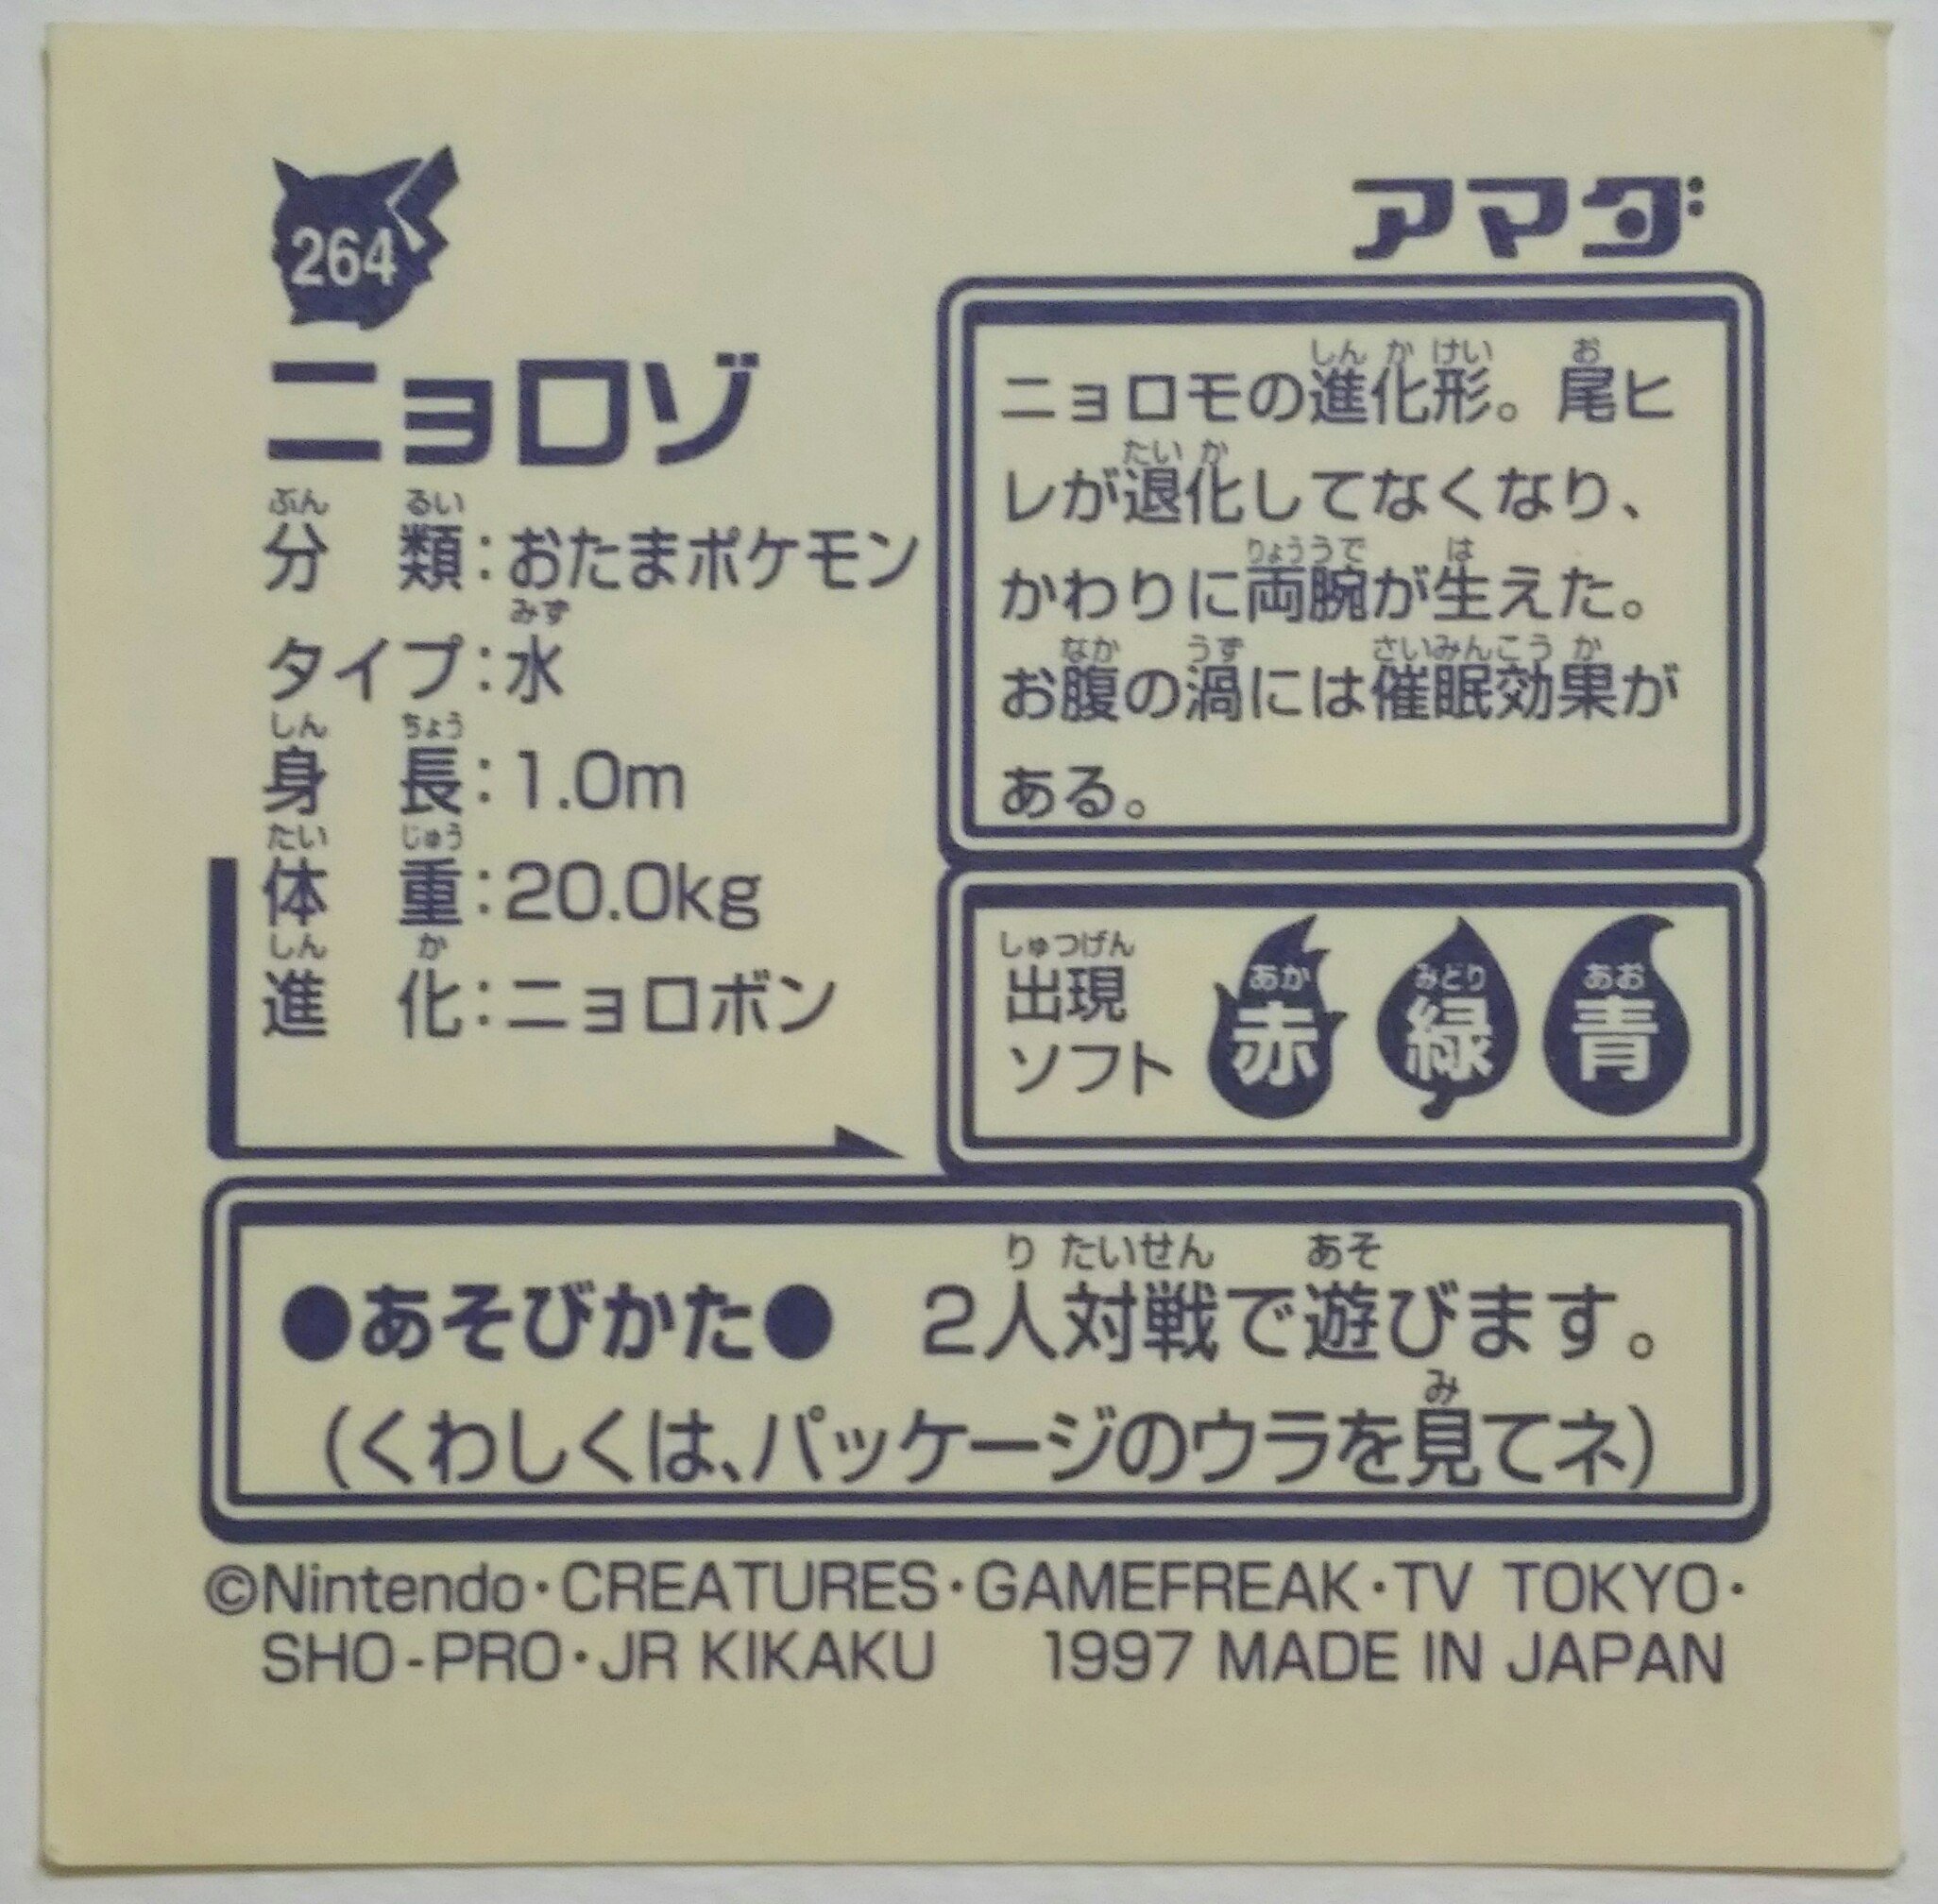 264
アマダ
ニョロゾ
ぶん るい
分 類:おたまポケモン
みず
タイプ:水
しん ちょう
身 長:1.0m
たい じゅう
体 重:20.0kg
しん か
進 化:ニョロボン
しん か けい お
ニョロモの進化形。尾ヒ
たい か
レが退化してなくなり、
りょううで は
かわりに両腕が生えた。
なか うず さいみんこう か
お腹の渦には催眠効果が
ある。
しゅつげん
出現
ソフト
あか みどり あお
赤 緑 青
り たいせん あそ
●あそびかた● 2人対戦で遊びます。
み
(くわしくは、パッケージのウラを見てネ)
©Nintendo・CREATURES・GAMEFREAK・TV TOKYO・
SHO-PRO・JR KIKAKU 1997 MADE IN JAPAN